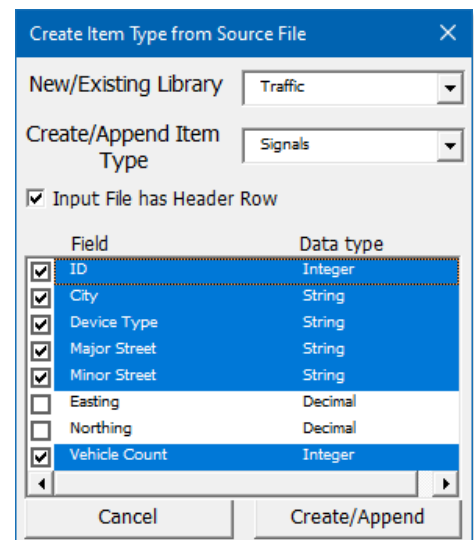 Create Item Type from Source File
New/Existing Library Traffic
Create/Append Item Type Signals
Input File has Header Row
Field Data type
ID Integer
City String
Device Type String
Major Street String
Minor Street String
Easting Decimal
Northing Decimal
Vehicle Count Integer
Cancel Create/Append